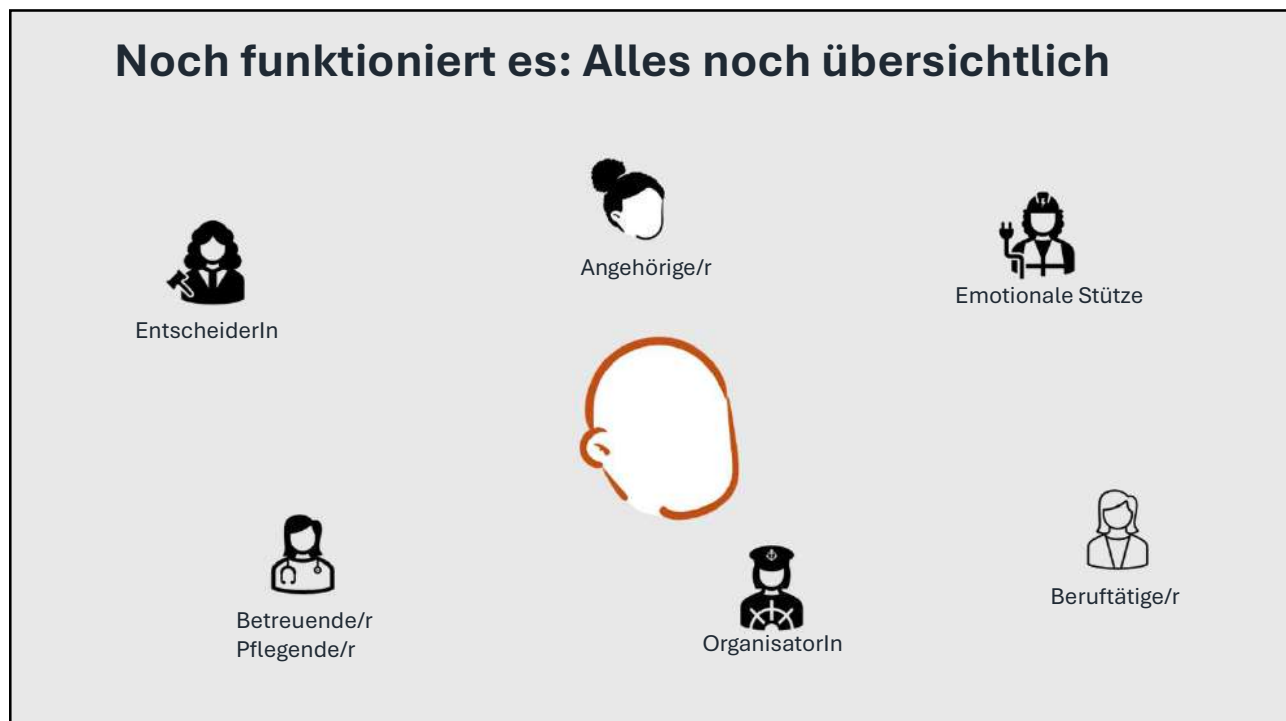 Noch funktioniert es: Alles noch übersichtlich
Angehörige/r
Emotionale Stütze
EntscheiderIn
Betreuende/r
Pflegende/r
OrganisatorIn
Beruftätige/r